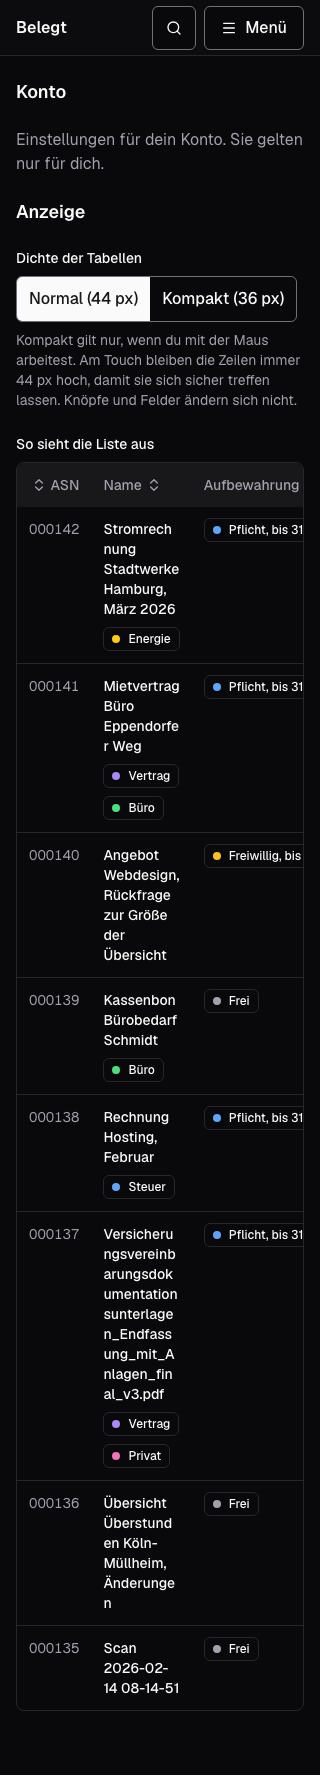 Belegt
Menü
Konto
Einstellungen für dein Konto. Sie gelten
nur für dich.
Anzeige
Dichte der Tabellen
Normal (44 px) Kompakt (36 px)
Kompakt gilt nur, wenn du mit der Maus
arbeitest. Am Touch bleiben die Zeilen immer
44 px hoch, damit sie sich sicher treffen
lassen. Knöpfe und Felder ändern sich nicht.
So sieht die Liste aus
ASN Name Aufbewahrung
000142 Stromrech Pflicht, bis 31
nung
Stadtwerke
Hamburg,
März 2026
Energie
000141 Mietvertrag Pflicht, bis 31
Büro
Eppendorfe
r Weg
Vertrag
Büro
000140 Angebot Freiwillig, bis
Webdesign,
Rückfrage
zur Größe
der
Übersicht
000139 Kassenbon Frei
Bürobedarf
Schmidt
Büro
000138 Rechnung Pflicht, bis 31
Hosting,
Februar
Steuer
000137 Versicheru Pflicht, bis 31
ngsvereinb
arungsdok
umentation
sunterlage
n_Endfass
ung_mit_A
nlagen_fin
al_v3.pdf
Vertrag
Privat
000136 Übersicht Frei
Überstund
en Köln-
Müllheim,
Änderunge
n
000135 Scan Frei
2026-02-
14 08-14-51